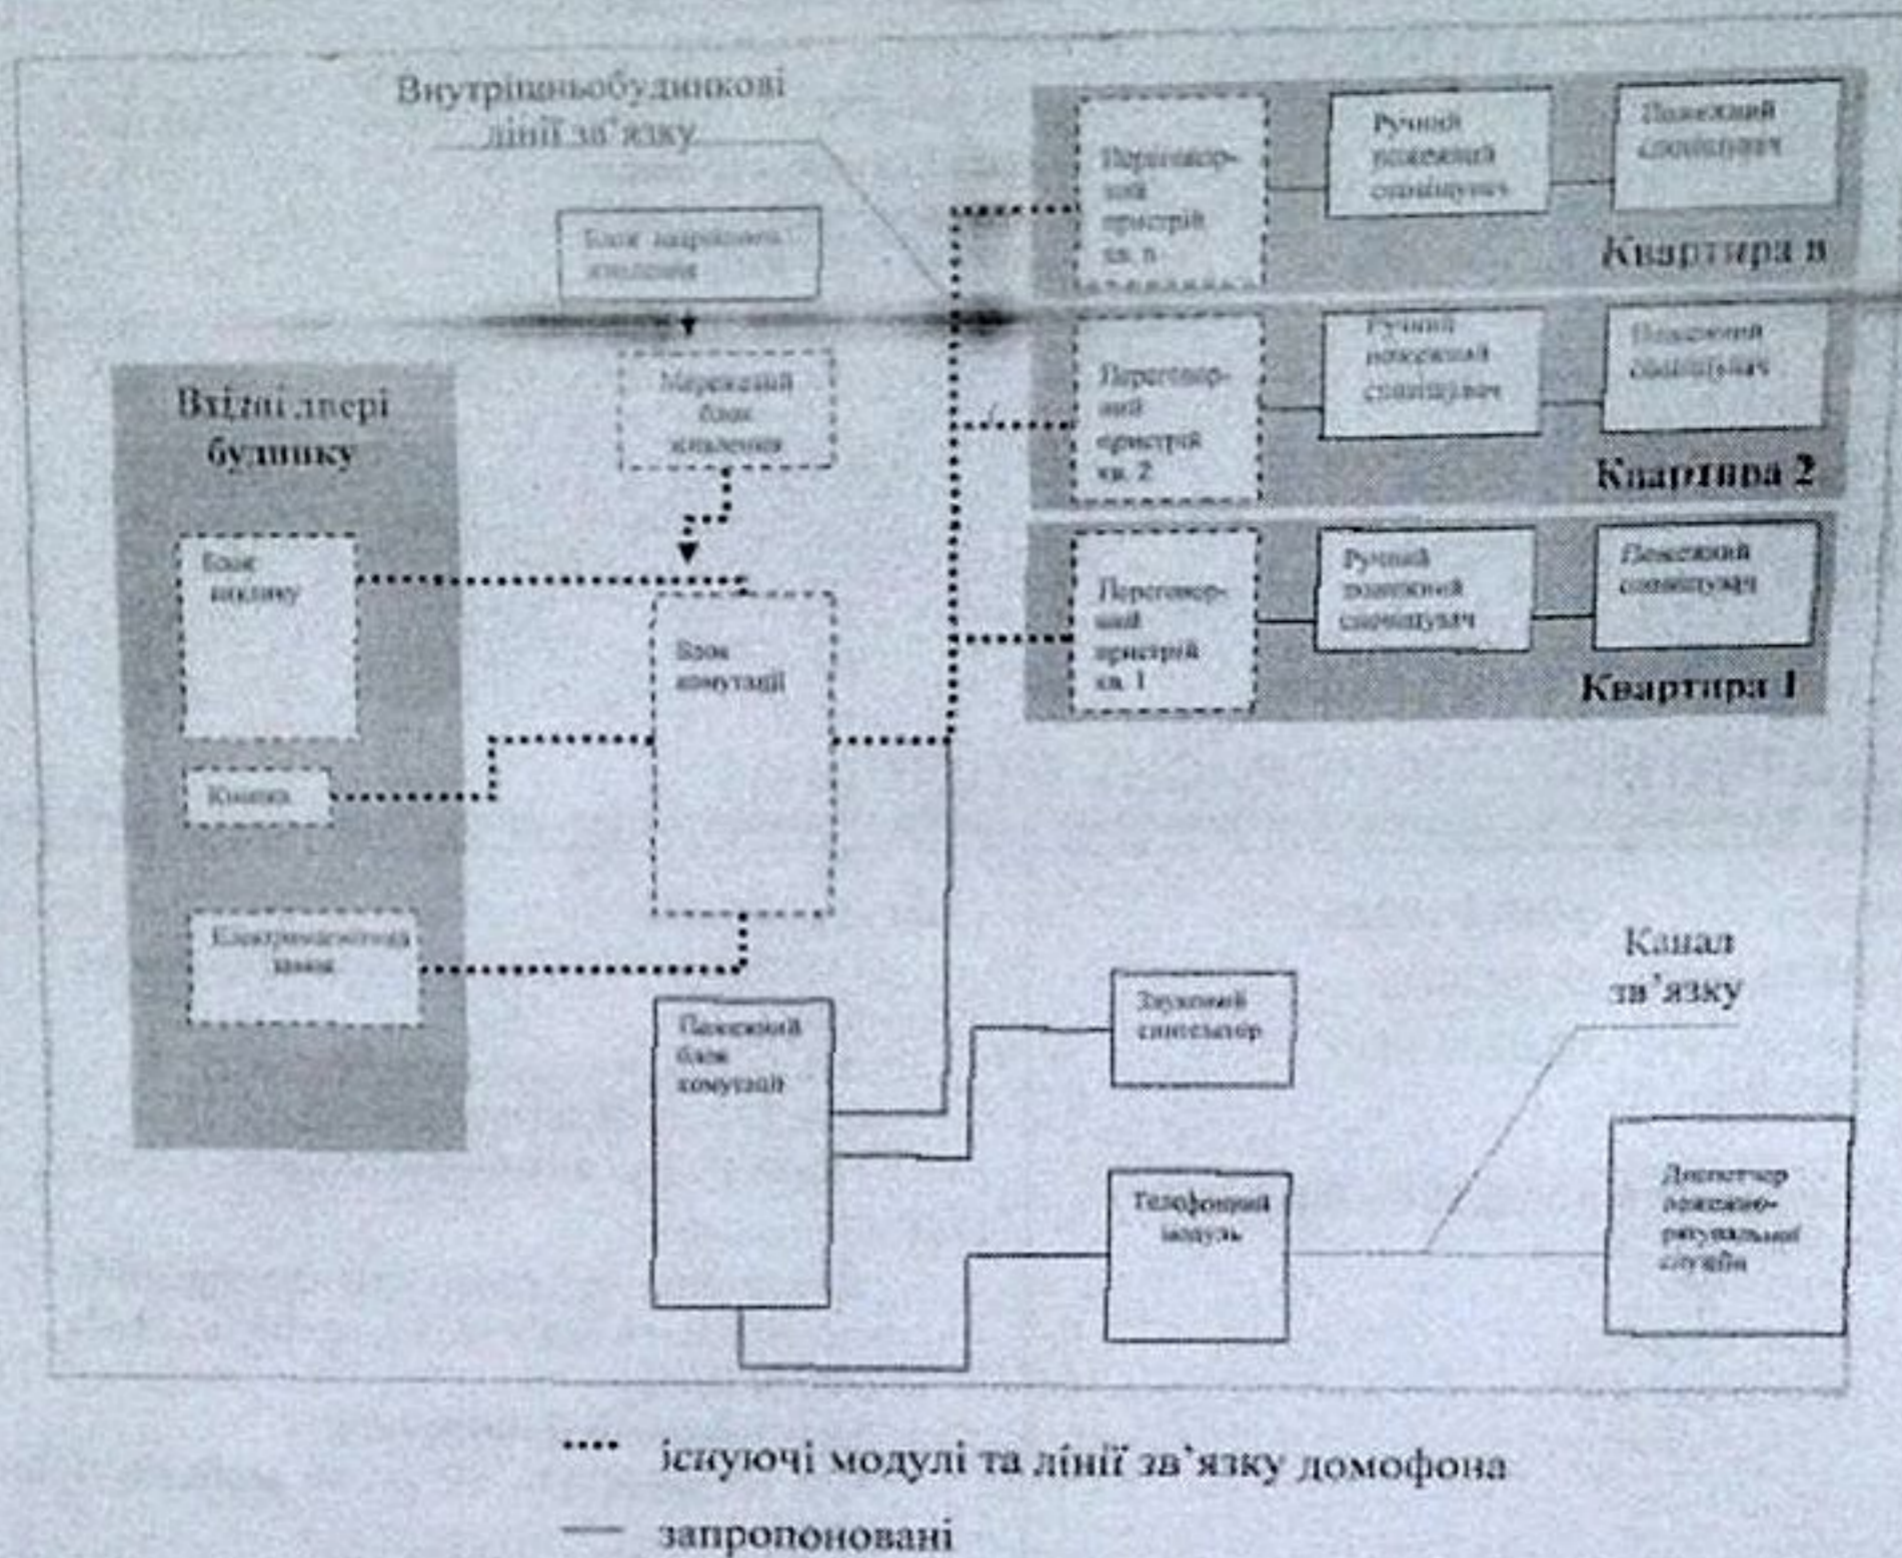 Внутрішньобудинкові
лінії зв'язку
Блок
живлення
Мережевий
блок
живлення
Вхідні двері
будинку
Блок
виклику
Кнопка
Електромагнітний
замок
Блок
комутації
Переговор-
ний
пристрій
кв. n
Ручний
пожежний
сповіщувач
Пожежний
сповіщувач
Квартира n
Переговор-
ний
пристрій
кв. 2
Ручний
пожежний
сповіщувач
Пожежний
сповіщувач
Квартира 2
Переговор-
ний
пристрій
кв. 1
Ручний
пожежний
сповіщувач
Пожежний
сповіщувач
Квартира 1
Пожежний
блок
комутації
Звуковий
Телефонний
модуль
Канал
зв'язку
Диспетчер
пожежно-
рятувальної
служби
існуючі модулі та лінії зв'язку домофона
запропоновані